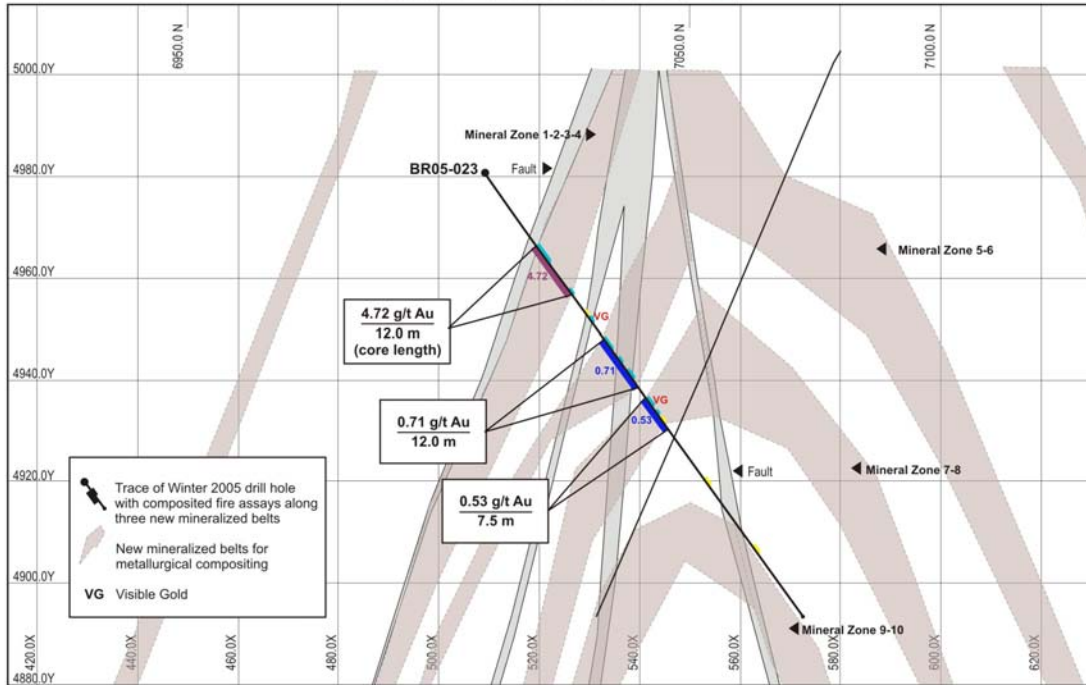 6950.0 N
7050.0 N
7100.0 N
5000.0Y
4980.0Y
4960.0Y
4940.0Y
4920.0Y
4900.0Y
4880.0Y
Mineral Zone 1-2-3-4
BR05-023
Fault
Mineral Zone 5-6
4.72
VG
4.72 g/t Au
12.0 m
(core length)
0.71
VG
0.71 g/t Au
12.0 m
0.53
Fault
Mineral Zone 7-8
0.53 g/t Au
7.5 m
Trace of Winter 2005 drill hole
with composited fire assays along
three new mineralized belts
New mineralized belts for
metallurgical compositing
VG Visible Gold
Mineral Zone 9-10
420.0X
440.0X
460.0X
480.0X
500.0X
520.0X
540.0X
560.0X
580.0X
600.0X
620.0X